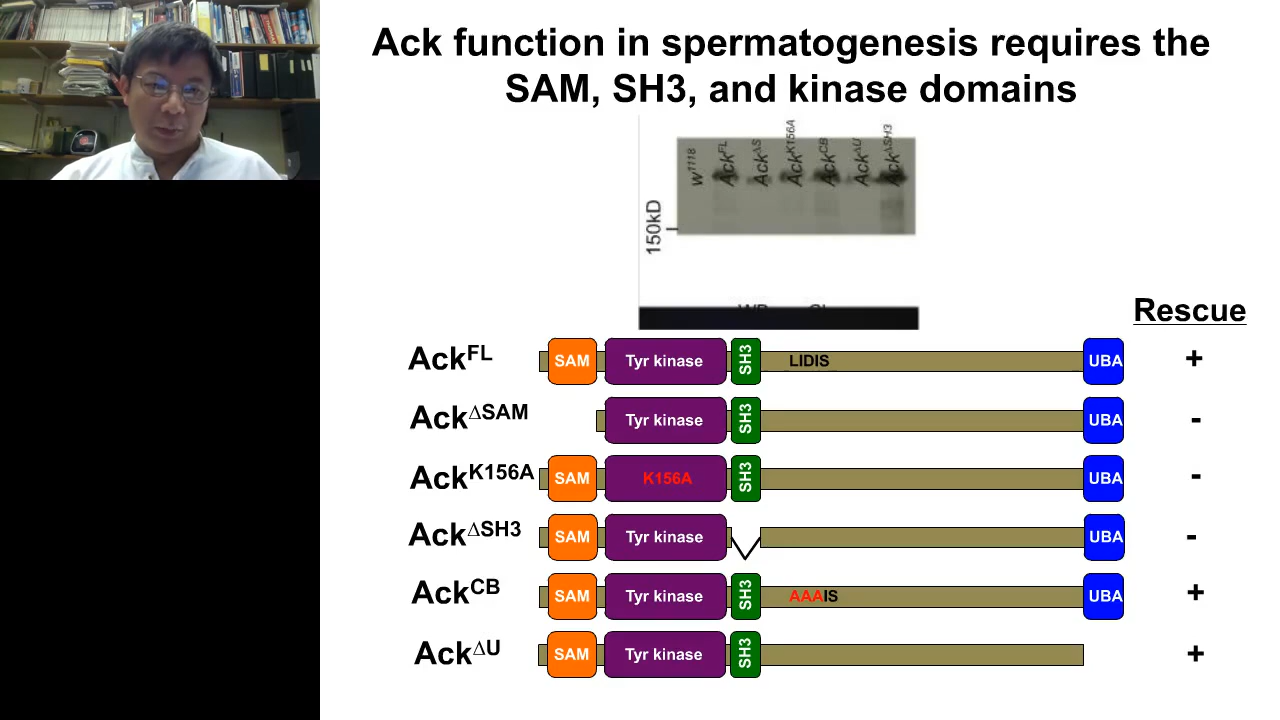 Ack function in spermatogenesis requires the
SAM, SH3, and kinase domains
w1118 AckFL AckΔS AckK156A AckCB AckΔU AckΔSH3
150kD
Rescue
AckFL SAM Tyr kinase SH3 LIDIS UBA +
AckΔSAM Tyr kinase SH3 UBA -
AckK156A SAM K156A SH3 UBA -
AckΔSH3 SAM Tyr kinase UBA -
AckCB SAM Tyr kinase SH3 AAAIS UBA +
AckΔU SAM Tyr kinase SH3 +